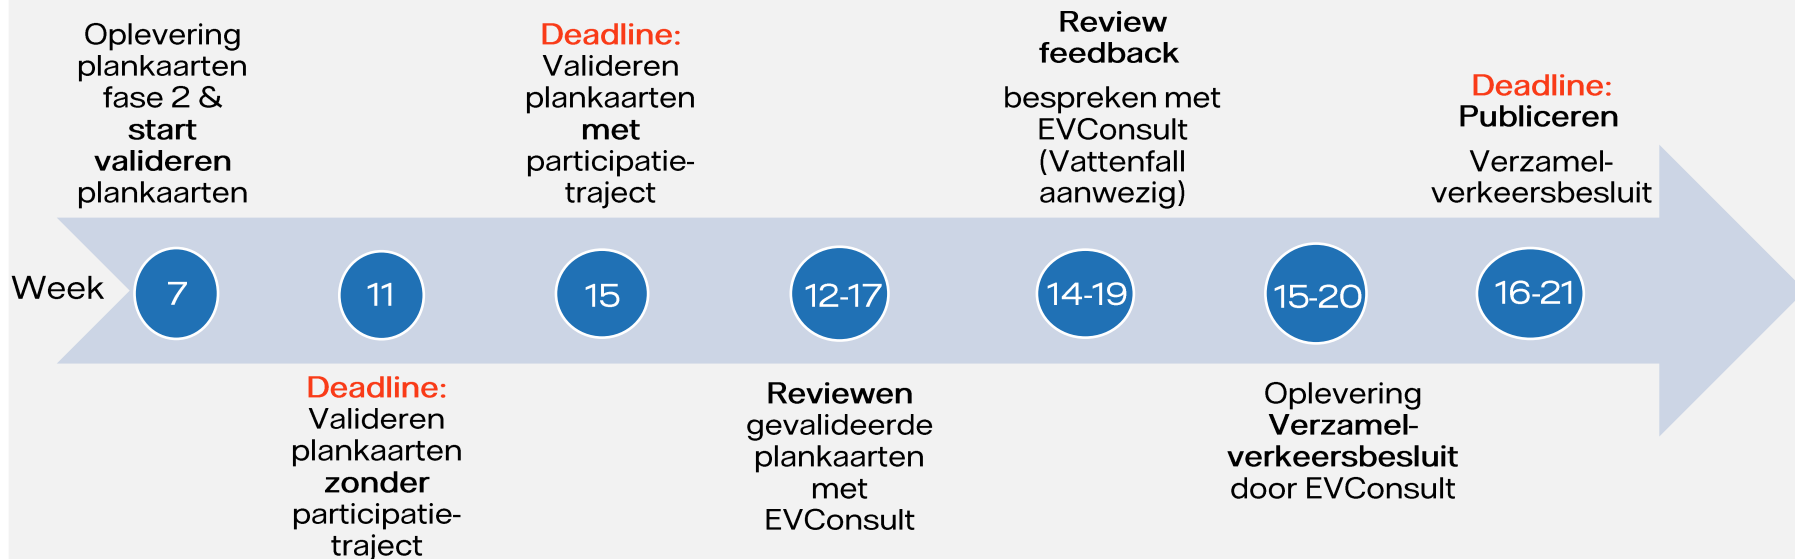 Oplevering
plankaarten
fase 2 &
start
valideren
plankaarten
Deadline:
Valideren
plankaarten
met
participatie-
traject
Review
feedback
bespreken met
EVConsult
(Vattenfall
aanwezig)
Deadline:
Publiceren
Verzamel-
verkeersbesluit
Week
7
11
15
12-17
14-19
15-20
16-21
Deadline:
Valideren
plankaarten
zonder
participatie-
traject
Reviewen
gevalideerde
plankaarten
met
EVConsult
Oplevering
Verzamel-
verkeersbesluit
door EVConsult